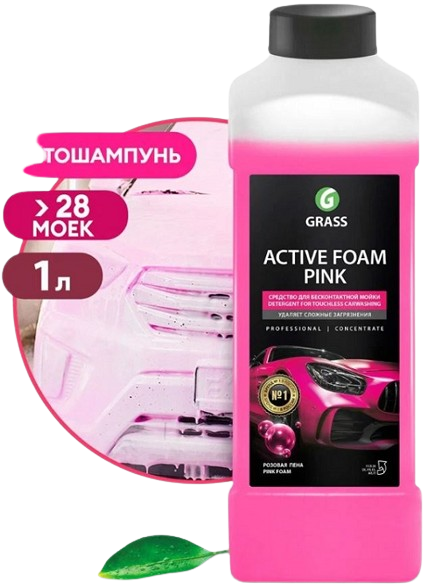 ТОШАМПУНЬ
> 28
МОЕК
1 л
G
GRASS
ACTIVE FOAM
PINK
СРЕДСТВО ДЛЯ БЕСКОНТАКТНОЙ МОЙКИ
DETERGENT FOR TOUCHLESS CARWASHING
УДАЛЯЕТ СЛОЖНЫЕ ЗАГРЯЗНЕНИЯ
PROFESSIONAL | CONCENTRATE
№1
РОЗОВАЯ ПЕНА
PINK FOAM